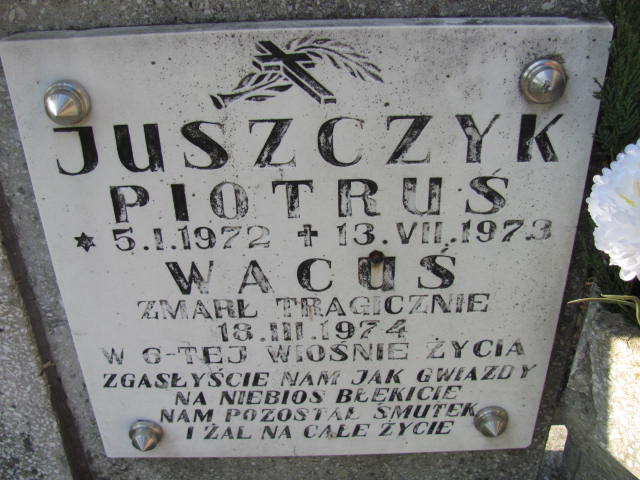 JUSZCZYK
PIOTRUŚ
* 5.I.1972 + 13.VII.1973
WACUŚ
ZMARŁ TRAGICZNIE
18.III.1974
W 6-TEJ WIOŚNIE ŻYCIA
ZGASŁYŚCIE NAM JAK GWIAZDY
NA NIEBIOS BŁĘKICIE
NAM POZOSTAŁ SMUTEK
I ŻAL NA CAŁE ŻYCIE